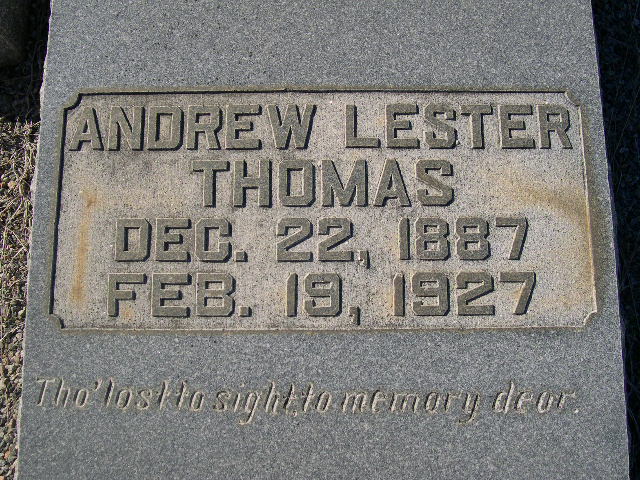 ANDREW LESTER
THOMAS
DEC. 22, 1887
FEB. 19, 1927
Tho' lost to sight to memory dear.